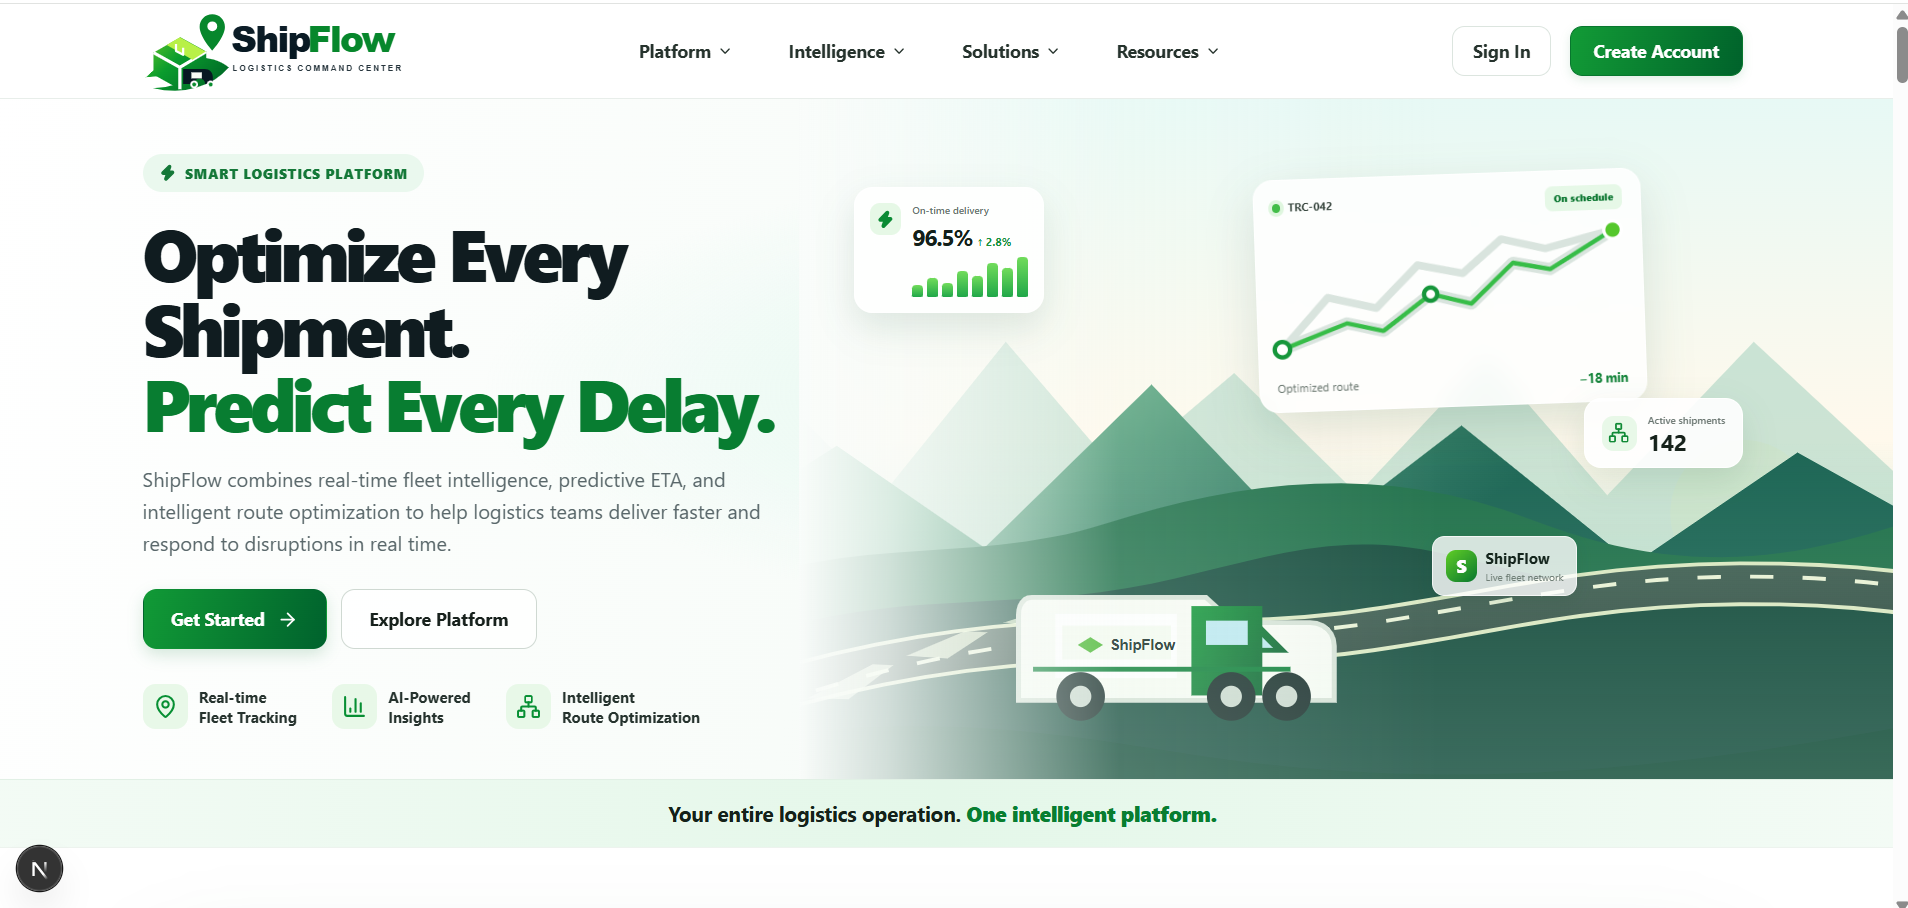 ShipFlow
LOGISTICS COMMAND CENTER
Platform
Intelligence
Solutions
Resources
Sign In
Create Account
SMART LOGISTICS PLATFORM
Optimize Every
Shipment.
Predict Every Delay.
ShipFlow combines real-time fleet intelligence, predictive ETA, and
intelligent route optimization to help logistics teams deliver faster and
respond to disruptions in real time.
Get Started →
Explore Platform
Real-time
Fleet Tracking
AI-Powered
Insights
Intelligent
Route Optimization
On-time delivery
96.5% ↑ 2.8%
TRC-042
On schedule
Optimized route
–18 min
Active shipments
142
S
ShipFlow
Live fleet network
ShipFlow
Your entire logistics operation. One intelligent platform.
N